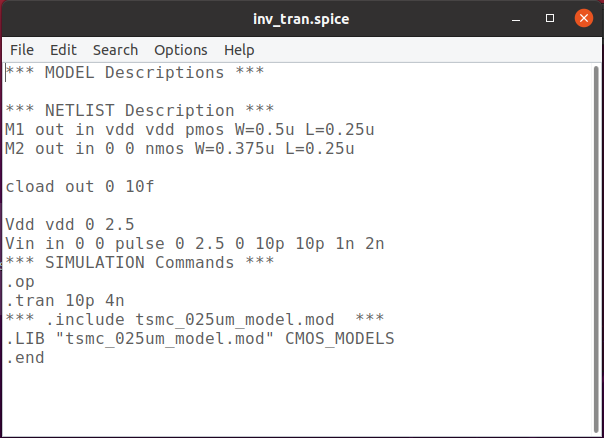 inv_tran.spice
File Edit Search Options Help
*** MODEL Descriptions ***
*** NETLIST Description ***
M1 out in vdd vdd pmos W=0.5u L=0.25u
M2 out in 0 0 nmos W=0.375u L=0.25u
cload out 0 10f
Vdd vdd 0 2.5
Vin in 0 0 pulse 0 2.5 0 10p 10p 1n 2n
*** SIMULATION Commands ***
.op
.tran 10p 4n
*** .include tsmc_025um_model.mod  ***
.LIB "tsmc_025um_model.mod" CMOS_MODELS
.end